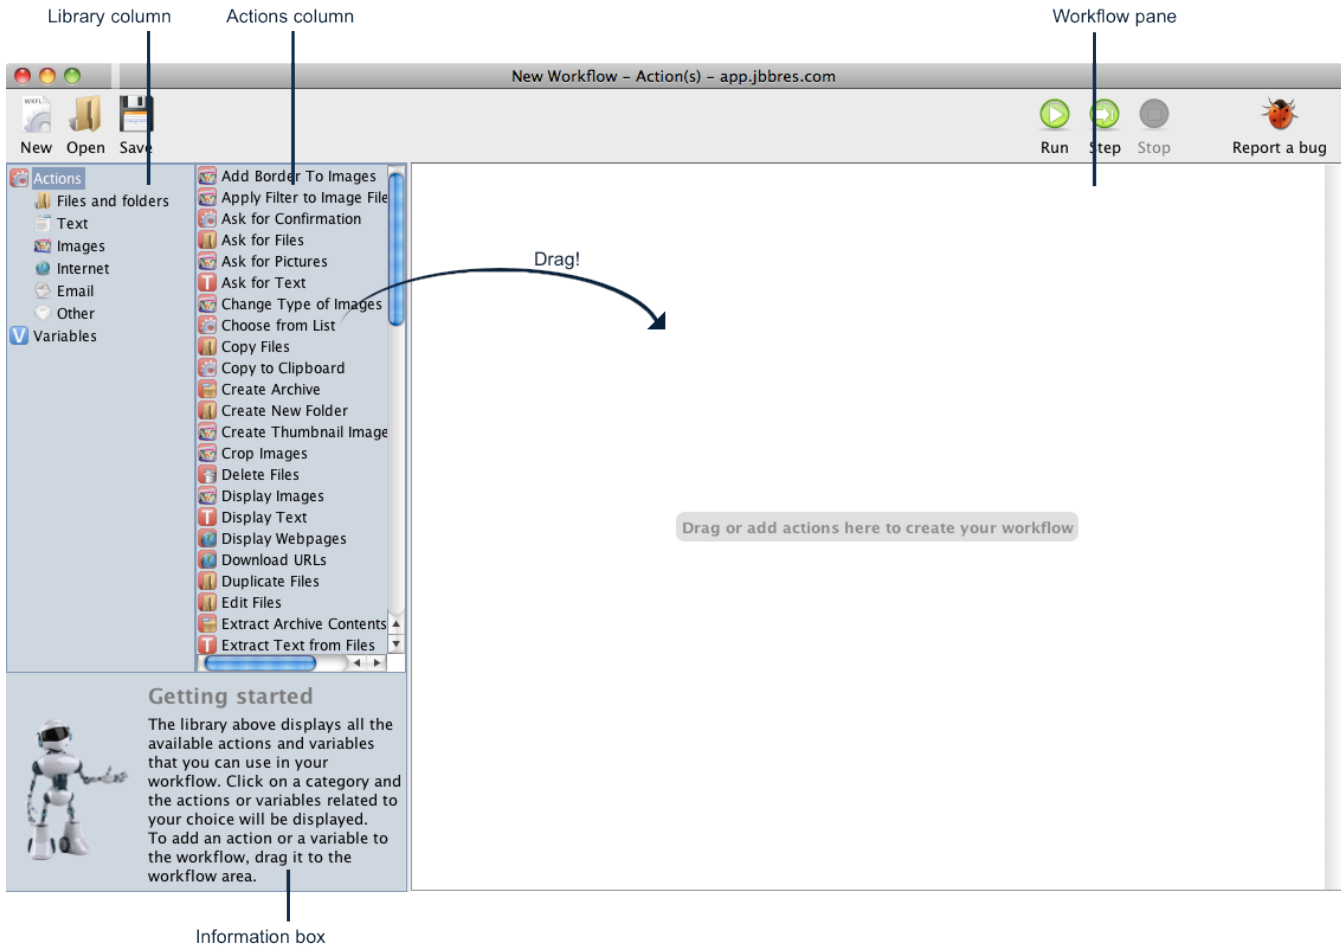 Library column
Actions column
Workflow pane
New Workflow – Action(s) – app.jbbres.com
WKFL
New
Open
Save
Run
Step
Stop
Report a bug
Actions
Files and folders
Text
Images
Internet
Email
Other
V Variables
Add Border To Images
Apply Filter to Image File
Ask for Confirmation
Ask for Files
Ask for Pictures
T Ask for Text
Change Type of Images
Choose from List
Copy Files
Copy to Clipboard
Create Archive
Create New Folder
Create Thumbnail Image
Crop Images
Delete Files
Display Images
T Display Text
Display Webpages
Download URLs
Duplicate Files
Edit Files
Extract Archive Contents
T Extract Text from Files
Drag!
Drag or add actions here to create your workflow
Getting started
The library above displays all the
available actions and variables
that you can use in your
workflow. Click on a category and
the actions or variables related to
your choice will be displayed.
To add an action or a variable to
the workflow, drag it to the
workflow area.
Information box